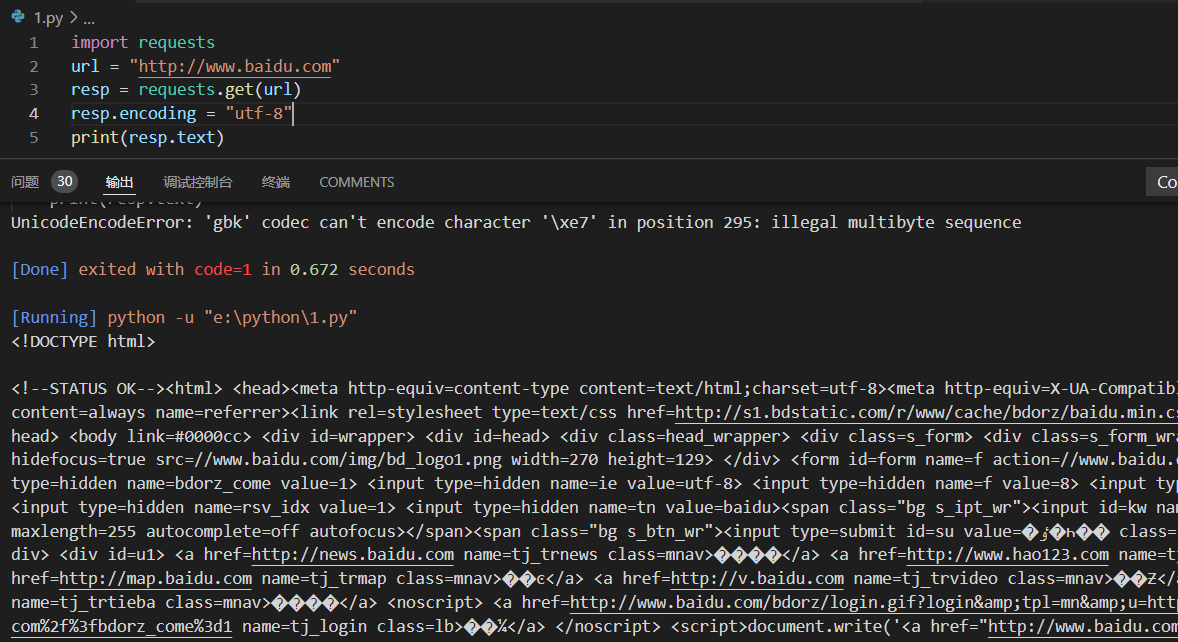 1.py > ...
1 import requests
2 url = "http://www.baidu.com"
3 resp = requests.get(url)
4 resp.encoding = "utf-8"
5 print(resp.text)
问题 30 输出 调试控制台 终端 COMMENTS Co
print(resp.text)
UnicodeEncodeError: 'gbk' codec can't encode character '\xe7' in position 295: illegal multibyte sequence
[Done] exited with code=1 in 0.672 seconds
[Running] python -u "e:\python\1.py"
<!DOCTYPE html>
<!--STATUS OK--><html> <head><meta http-equiv=content-type content=text/html;charset=utf-8><meta http-equiv=X-UA-Compatibl
content=always name=referrer><link rel=stylesheet type=text/css href=http://s1.bdstatic.com/r/www/cache/bdorz/baidu.min.cs
head> <body link=#0000cc> <div id=wrapper> <div id=head> <div class=head_wrapper> <div class=s_form> <div class=s_form_wra
hidefocus=true src=//www.baidu.com/img/bd_logo1.png width=270 height=129> </div> <form id=form name=f action=//www.baidu.c
type=hidden name=bdorz_come value=1> <input type=hidden name=ie value=utf-8> <input type=hidden name=f value=8> <input typ
<input type=hidden name=rsv_idx value=1> <input type=hidden name=tn value=baidu><span class="bg s_ipt_wr"><input id=kw nam
maxlength=255 autocomplete=off autofocus></span><span class="bg s_btn_wr"><input type=submit id=su value=�ٶ�һ�� class=
div> <div id=u1> <a href=http://news.baidu.com name=tj_trnews class=mnav>����</a> <a href=http://www.hao123.com name=tj
href=http://map.baidu.com name=tj_trmap class=mnav>��ͼ</a> <a href=http://v.baidu.com name=tj_trvideo class=mnav>��Ƶ</a
name=tj_trtieba class=mnav>����</a> <noscript> <a href=http://www.baidu.com/bdorz/login.gif?login&amp;tpl=mn&amp;u=http
com%2f%3fbdorz_come%3d1 name=tj_login class=lb>��¼</a> </noscript> <script>document.write('<a href="http://www.baidu.com